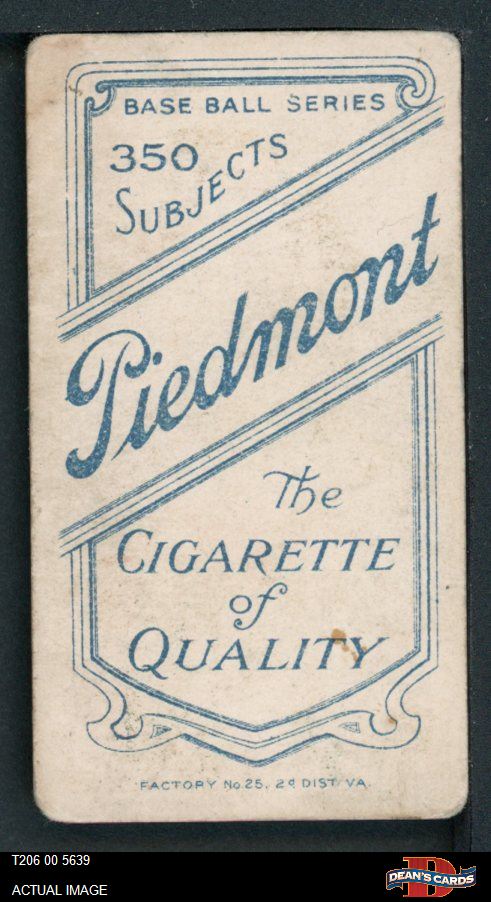 BASE BALL SERIES
350
SUBJECTS
Piedmont
The
CIGARETTE
of
QUALITY
FACTORY No. 25. 2d DIST. VA.
T206 00 5639
ACTUAL IMAGE
D
DEAN'S CARDS